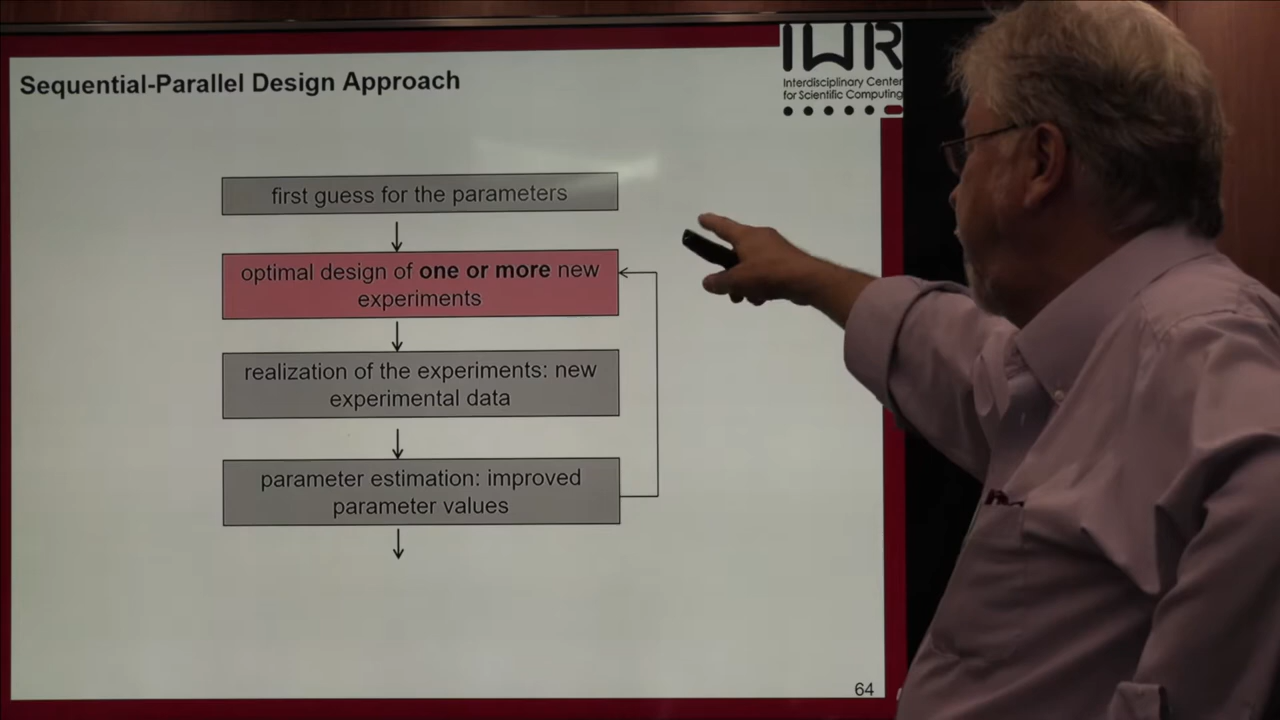 Sequential-Parallel Design Approach
IWR
Interdisciplinary Center
for Scientific Computing
first guess for the parameters
optimal design of one or more new
experiments
realization of the experiments: new
experimental data
parameter estimation: improved
parameter values
64